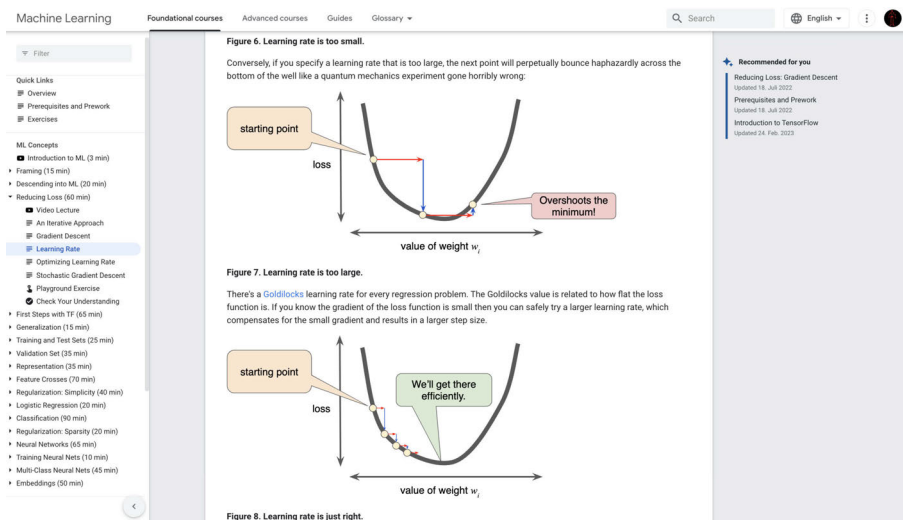 Machine Learning
Foundational courses
Advanced courses
Guides
Glossary
Search
English
Filter
Quick Links
Overview
Prerequisites and Prework
Exercises
ML Concepts
Introduction to ML (3 min)
Framing (15 min)
Descending into ML (20 min)
Reducing Loss (60 min)
Video Lecture
An Iterative Approach
Gradient Descent
Learning Rate
Optimizing Learning Rate
Stochastic Gradient Descent
Playground Exercise
Check Your Understanding
First Steps with TF (65 min)
Generalization (15 min)
Training and Test Sets (25 min)
Validation Set (35 min)
Representation (35 min)
Feature Crosses (70 min)
Regularization: Simplicity (40 min)
Logistic Regression (20 min)
Classification (90 min)
Regularization: Sparsity (20 min)
Neural Networks (65 min)
Training Neural Nets (10 min)
Multi-Class Neural Nets (45 min)
Embeddings (50 min)
Figure 6. Learning rate is too small.
Conversely, if you specify a learning rate that is too large, the next point will perpetually bounce haphazardly across the
bottom of the well like a quantum mechanics experiment gone horribly wrong:
starting point
loss
Overshoots the
minimum!
value of weight wi
Figure 7. Learning rate is too large.
There's a Goldilocks learning rate for every regression problem. The Goldilocks value is related to how flat the loss
function is. If you know the gradient of the loss function is small then you can safely try a larger learning rate, which
compensates for the small gradient and results in a larger step size.
starting point
We'll get there
efficiently.
loss
value of weight wi
Figure 8. Learning rate is just right.
Recommended for you
Reducing Loss: Gradient Descent
Updated 18. Juli 2022
Prerequisites and Prework
Updated 18. Juli 2022
Introduction to TensorFlow
Updated 24. Feb. 2023